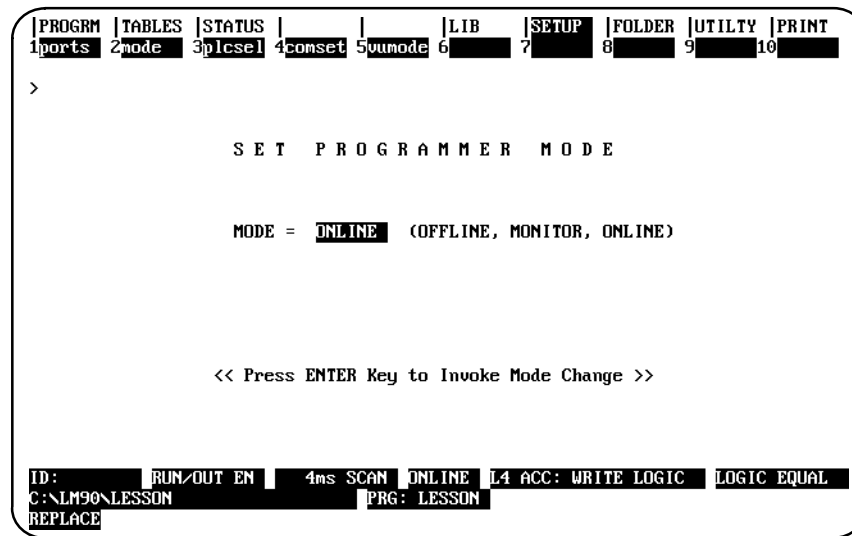 |PROGRM |TABLES |STATUS | | |LIB |SETUP |FOLDER |UTILTY |PRINT
1ports 2mode 3plcsel 4comset 5vumode 6 7 8 9 10
>
S E T P R O G R A M M E R M O D E
MODE = ONLINE (OFFLINE, MONITOR, ONLINE)
<< Press ENTER Key to Invoke Mode Change >>
ID: RUN/OUT EN 4ms SCAN ONLINE L4 ACC: WRITE LOGIC LOGIC EQUAL
C:\LM90\LESSON PRG: LESSON
REPLACE